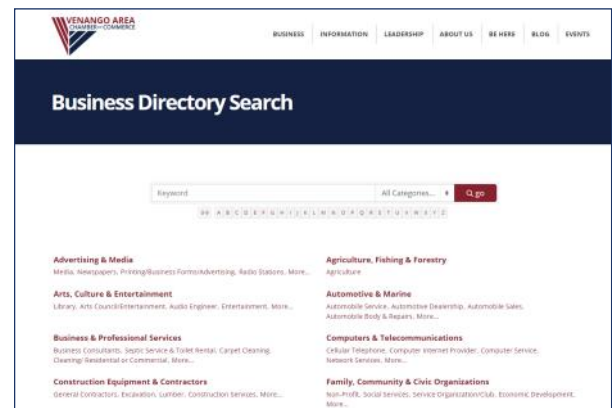 VENANGO AREA
CHAMBER OF COMMERCE
BUSINESS INFORMATION LEADERSHIP ABOUT US BE HERE BLOG EVENTS
Business Directory Search
Keyword All Categories... go
0-9 A B C D E F G H I J K L M N O P Q R S T U V W X Y Z
Advertising & Media
Media, Newspapers, Printing/Business Forms/Advertising, Radio Stations, More...
Agriculture, Fishing & Forestry
Agriculture
Arts, Culture & Entertainment
Library, Arts Council/Entertainment, Audio Engineer, Entertainment, More...
Automotive & Marine
Automobile Service, Automotive Dealership, Automobile Sales,
Automobile Body & Repairs, More...
Business & Professional Services
Business Consultants, Septic Service & Toilet Rental, Carpet Cleaning,
Cleaning/ Residential or Commercial, More...
Computers & Telecommunications
Cellular Telephone, Computer Internet Provider, Computer Service,
Network Services, More...
Construction Equipment & Contractors
General Contractors, Excavation, Lumber, Construction Services, More...
Family, Community & Civic Organizations
Non-Profit, Social Services, Service Organization/Club, Economic Development,
More...